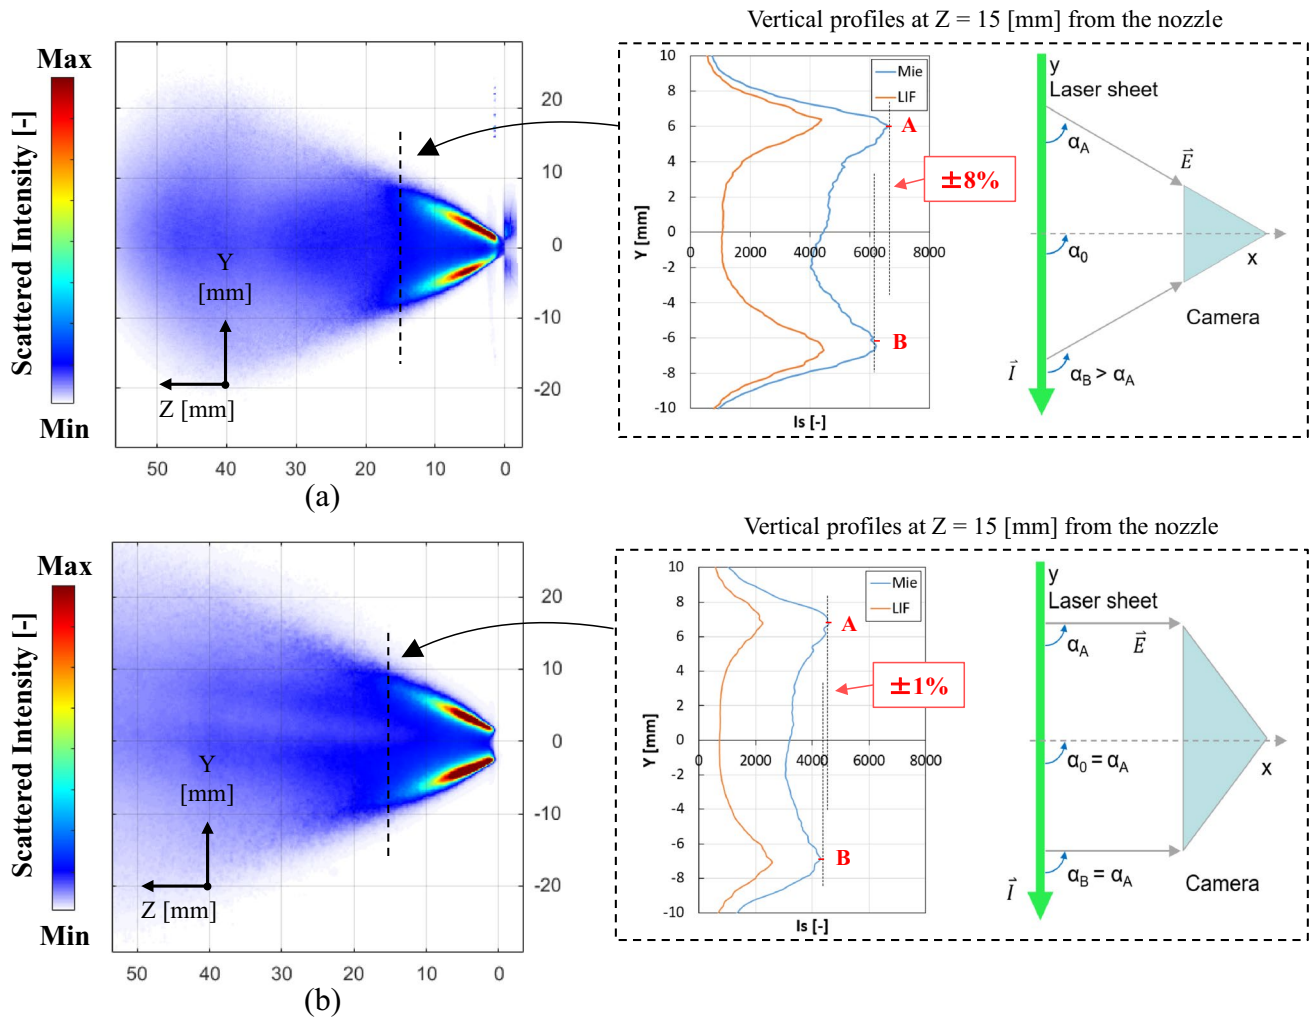 Max
Scattered Intensity [-]
Min
20
10
0
-10
-20
Y
[mm]
Z [mm]
50
40
30
20
10
0
(a)
Vertical profiles at Z = 15 [mm] from the nozzle
Mie
LIF
10
8
6
4
2
0
-2
-4
-6
-8
-10
Y [mm]
0
2000
4000
6000
8000
Is [-]
A
±8%
B
y
Laser sheet
αA
E
α0
x
Camera
I
αB > αA
Max
Scattered Intensity [-]
Min
20
10
0
-10
-20
Y
[mm]
Z [mm]
50
40
30
20
10
0
(b)
Vertical profiles at Z = 15 [mm] from the nozzle
Mie
LIF
10
8
6
4
2
0
-2
-4
-6
-8
-10
Y [mm]
0
2000
4000
6000
8000
Is [-]
A
±1%
B
y
Laser sheet
αA
E
α0 = αA
x
αB = αA
Camera
I